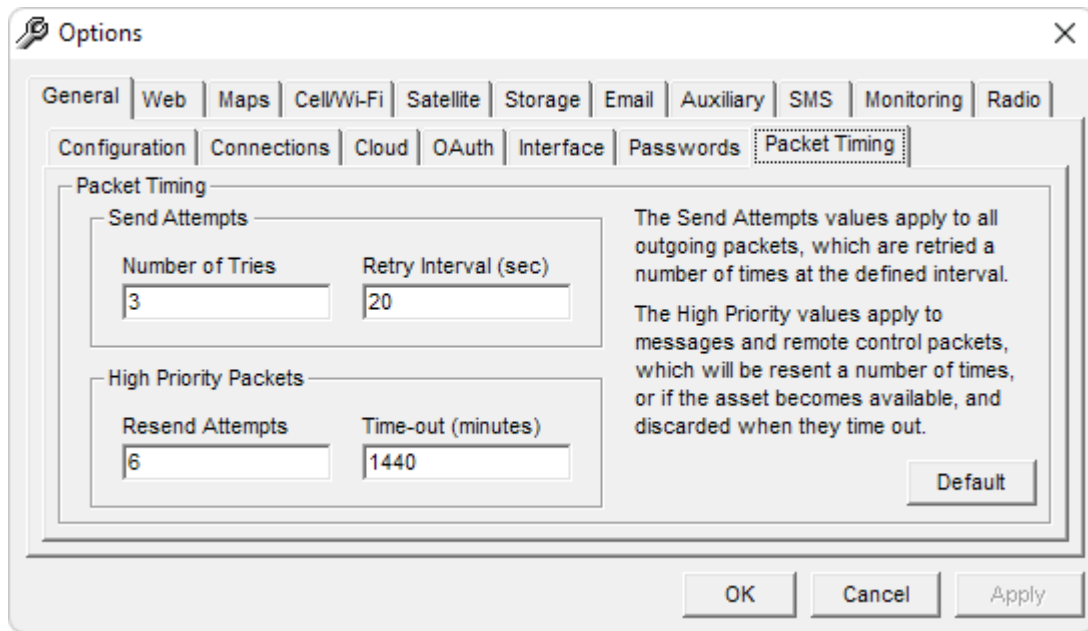 Options
General Web Maps Cell/Wi-Fi Satellite Storage Email Auxiliary SMS Monitoring Radio
Configuration Connections Cloud OAuth Interface Passwords Packet Timing
Packet Timing
Send Attempts
Number of Tries Retry Interval (sec)
3 20
High Priority Packets
Resend Attempts Time-out (minutes)
6 1440
The Send Attempts values apply to all
outgoing packets, which are retried a
number of times at the defined interval.
The High Priority values apply to
messages and remote control packets,
which will be resent a number of times,
or if the asset becomes available, and
discarded when they time out.
Default
OK Cancel Apply